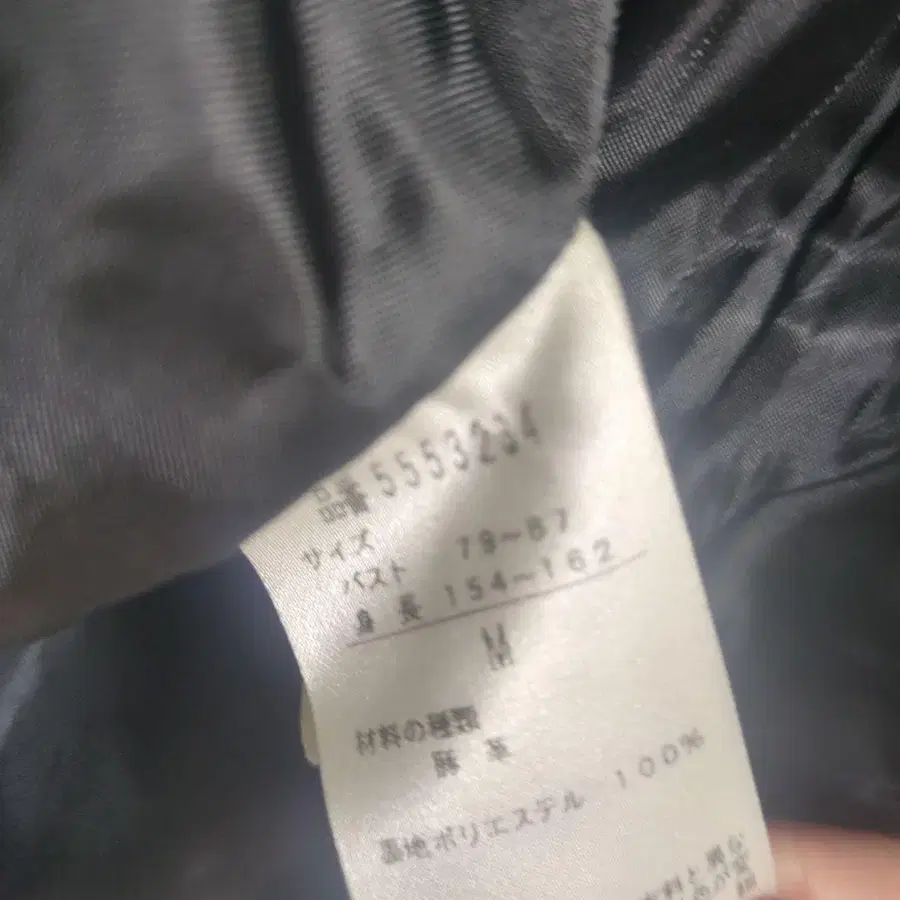 品番 5553234
サイズ
バスト 79〜87
身長 154〜162
M
材料の種類
豚革
裏地ポリエステル 100%